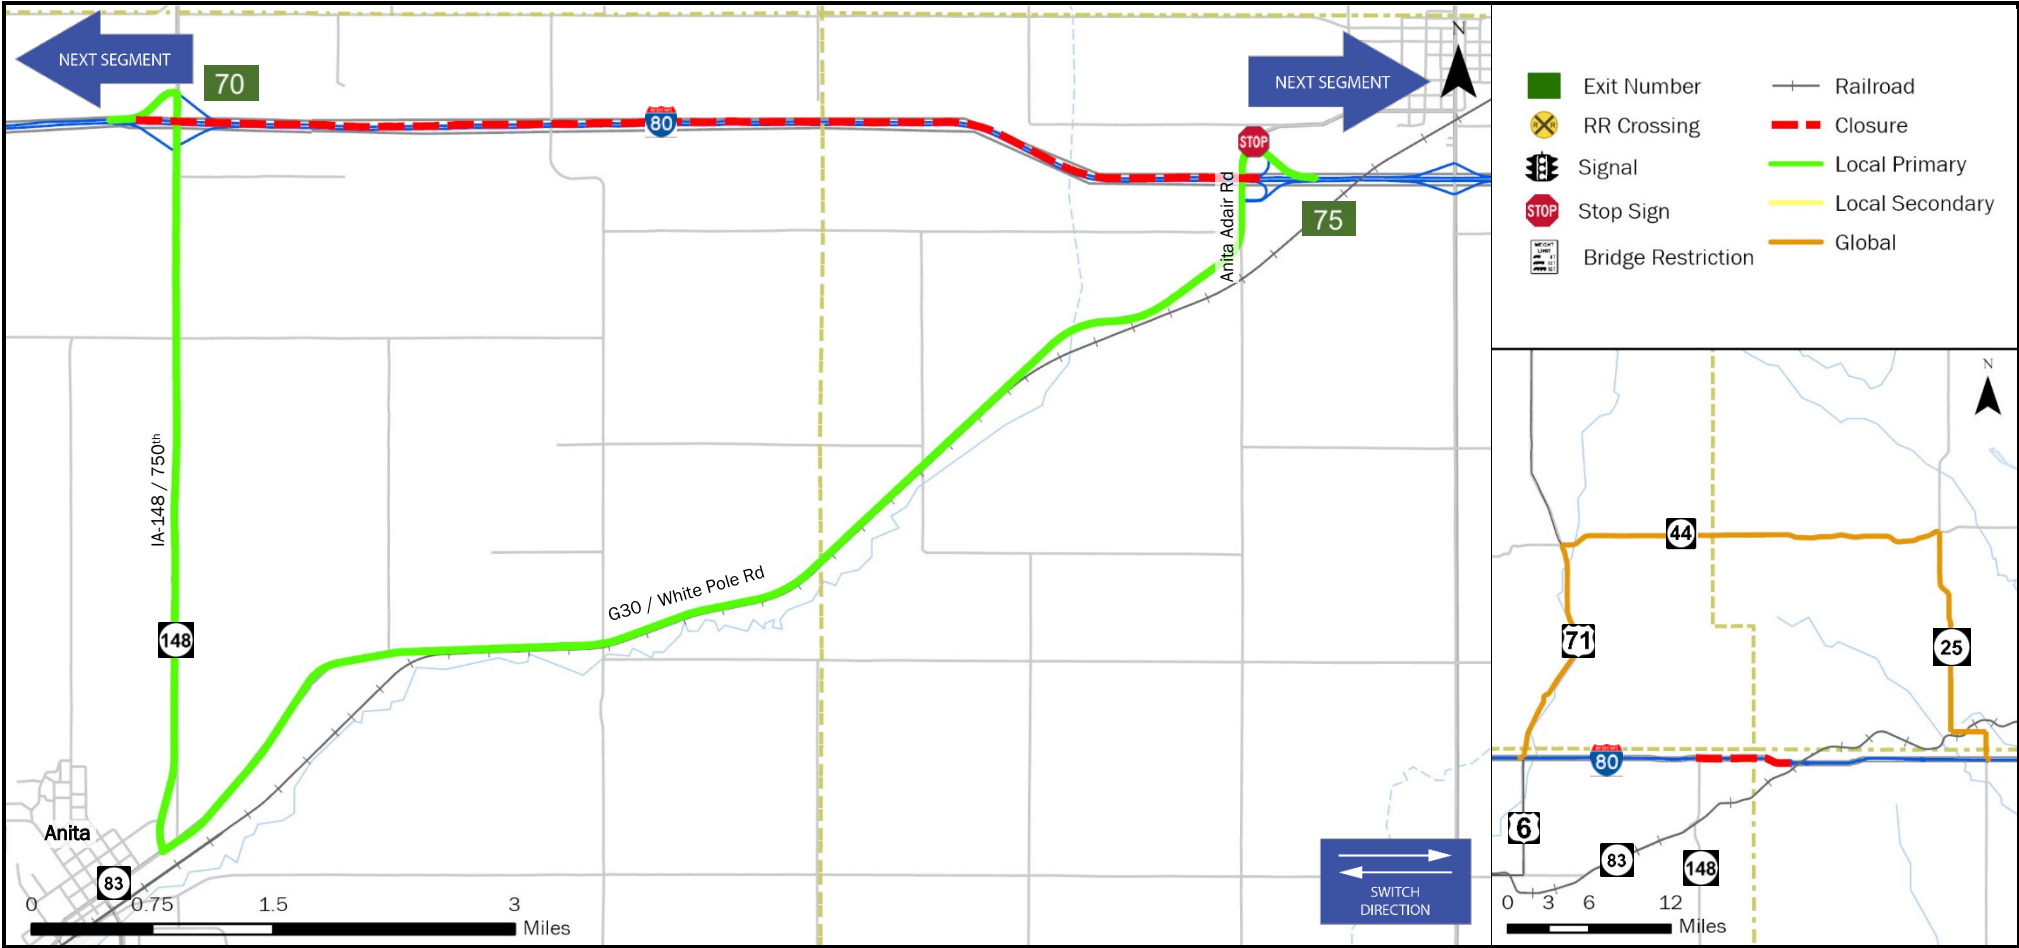 NEXT SEGMENT
70
80
NEXT SEGMENT
N
STOP
75
Anita Adair Rd
IA-148 / 750th
148
G30 / White Pole Rd
Anita
83
0 0.75 1.5 3
Miles
SWITCH
DIRECTION
Exit Number
RR Crossing
Signal
STOP
Stop Sign
WEIGHT
LIMIT
Bridge Restriction
Railroad
Closure
Local Primary
Local Secondary
Global
N
44
71
25
80
6
83
148
0 3 6 12
Miles